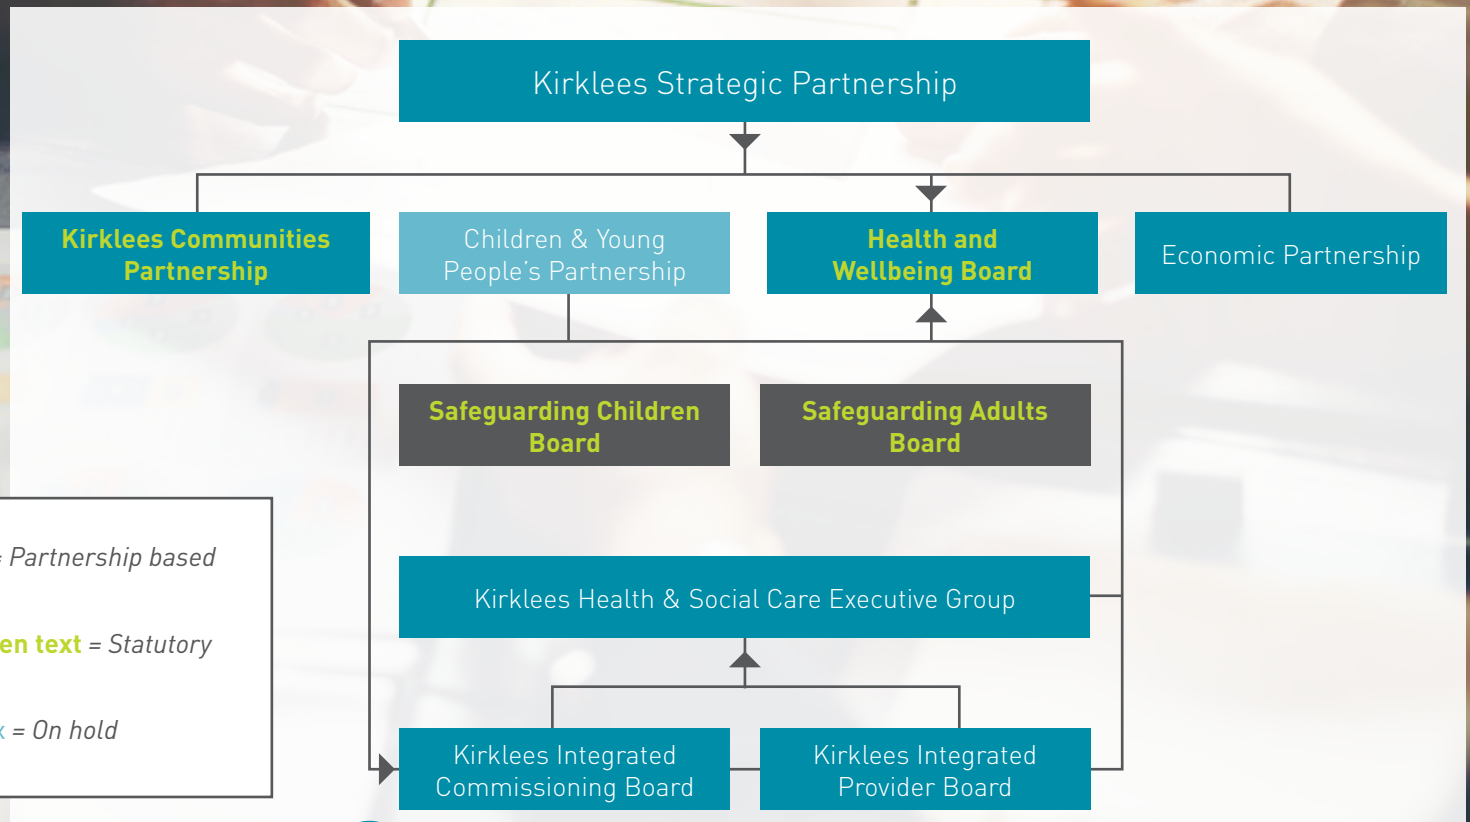 Kirklees Strategic Partnership
Kirklees Communities
Partnership
Children & Young
People's Partnership
Health and
Wellbeing Board
Economic Partnership
Safeguarding Children
Board
Safeguarding Adults
Board
= Partnership based
text = Statutory
= On hold
Kirklees Health & Social Care Executive Group
Kirklees Integrated
Commissioning Board
Kirklees Integrated
Provider Board